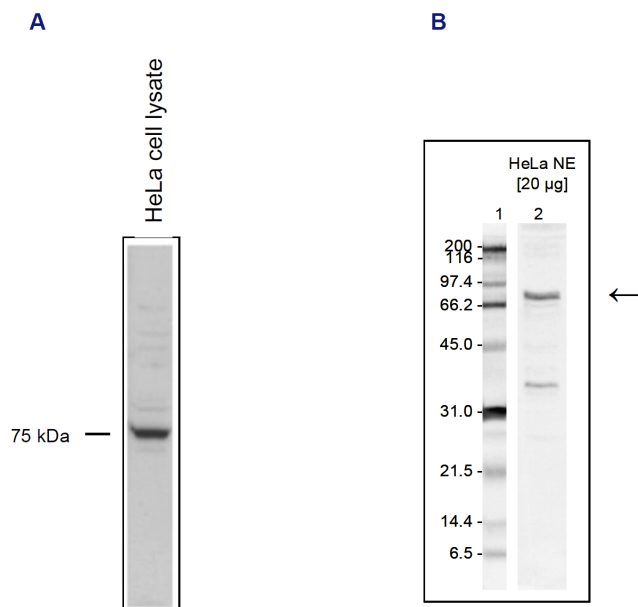 A
HeLa cell lysate
75 kDa
B
HeLa NE
[20 µg]
1 2
200 -
116 -
97.4 -
66.2 -
45.0 -
31.0 -
21.5 -
14.4 -
6.5 -